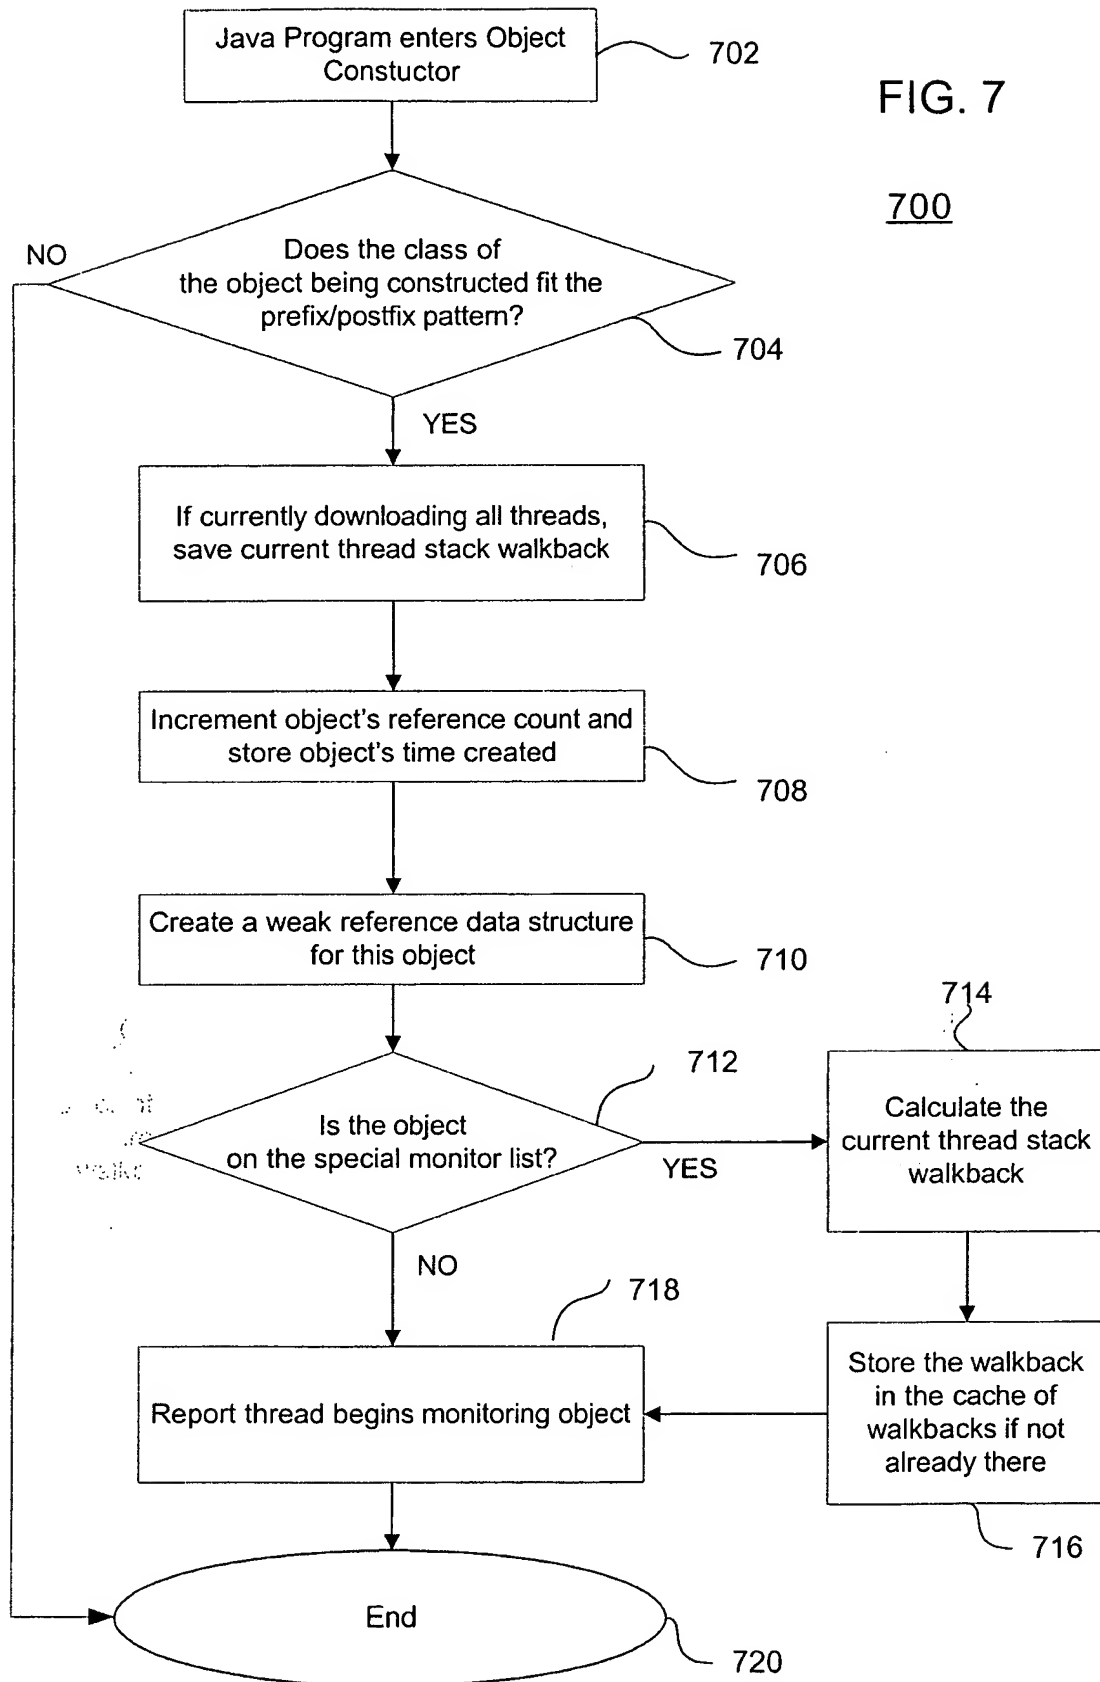 Java Program enters Object
Constuctor
702
FIG. 7
700
NO
Does the class of
the object being constructed fit the
prefix/postfix pattern?
704
YES
If currently downloading all threads,
save current thread stack walkback
706
Increment object's reference count and
store object's time created
708
Create a weak reference data structure
for this object
710
712
714
Is the object
on the special monitor list?
YES
Calculate the
current thread stack
walkback
NO
718
Report thread begins monitoring object
Store the walkback
in the cache of
walkbacks if not
already there
716
End
720